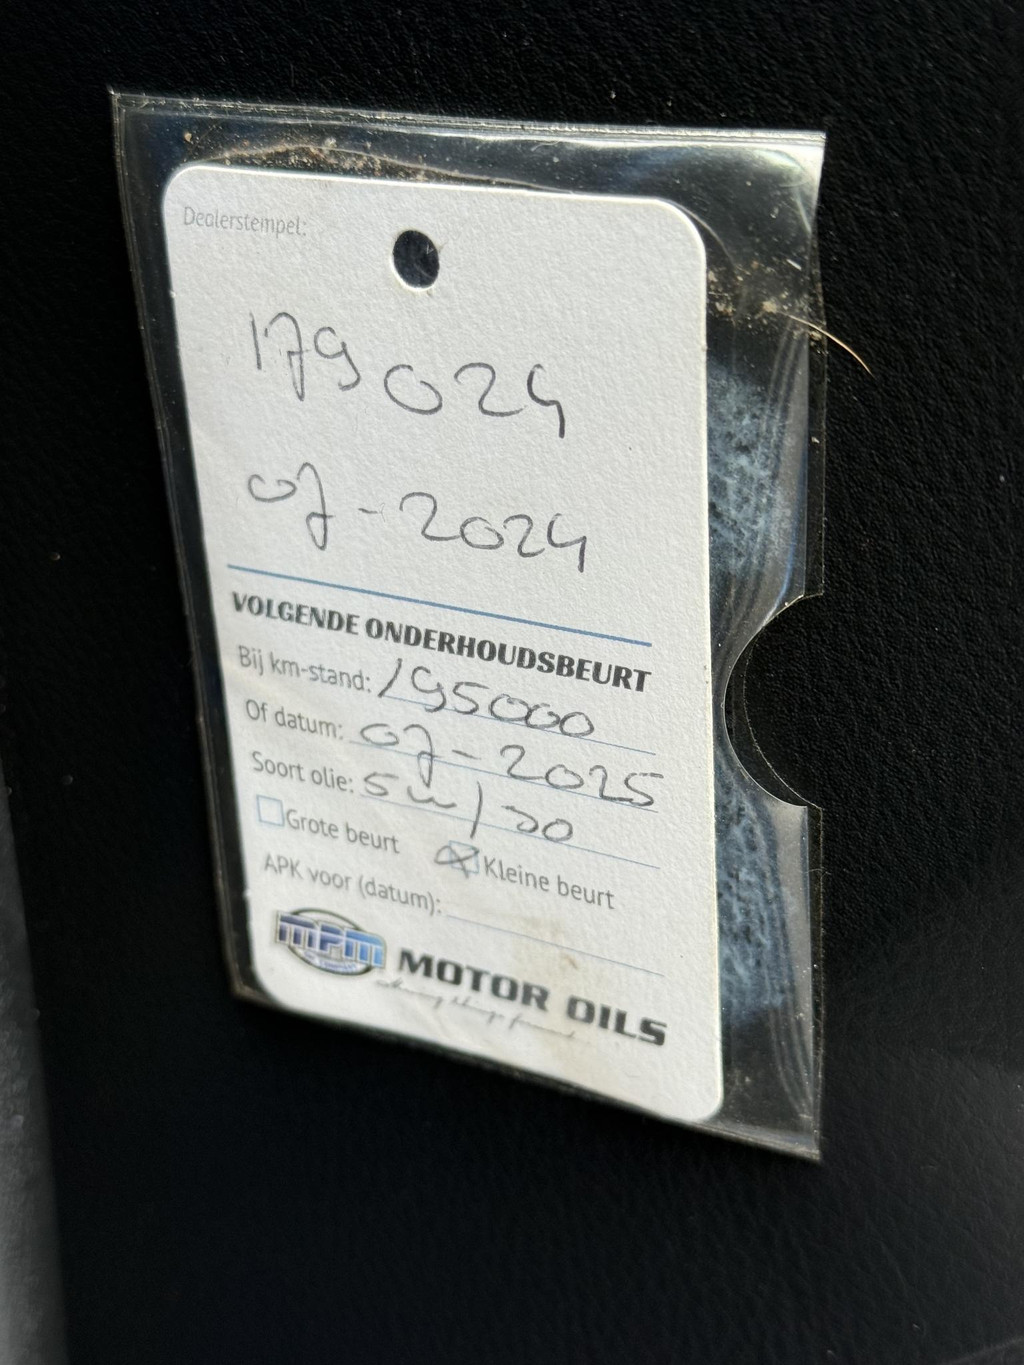 Dealerstempel:
179024
07-2024
VOLGENDE ONDERHOUDSBEURT
Bij km-stand: 195000
Of datum: 07-2025
Soort olie: 5w/30
Grote beurt Kleine beurt
APK voor (datum):
MPM MOTOR OILS